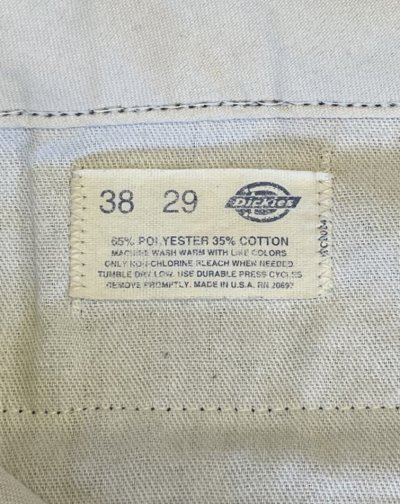 38 29 Dickies
65% POLYESTER 35% COTTON
MACHINE WASH WARM WITH LIKE COLORS
ONLY NON-CHLORINE BLEACH WHEN NEEDED
TUMBLE DRY LOW. USE DURABLE PRESS CYCLES
REMOVE PROMPTLY. MADE IN U.S.A. RN 20697